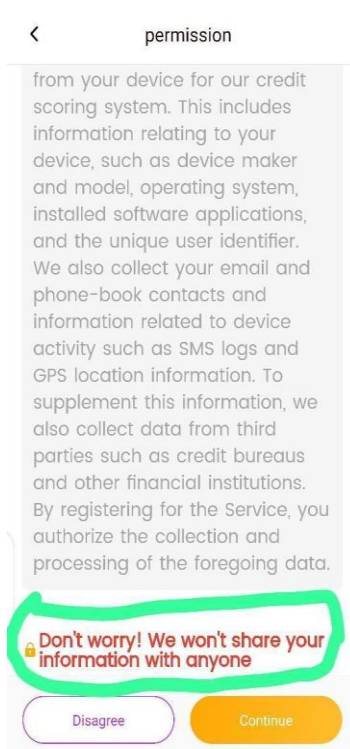 permission
from your device for our credit
scoring system. This includes
information relating to your
device, such as device maker
and model, operating system,
installed software applications,
and the unique user identifier.
We also collect your email and
phone-book contacts and
information related to device
activity such as SMS logs and
GPS location information. To
supplement this information, we
also collect data from third
parties such as credit bureaus
and other financial institutions.
By registering for the Service, you
authorize the collection and
processing of the foregoing data.
Don't worry! We won't share your
information with anyone
Disagree
Continue